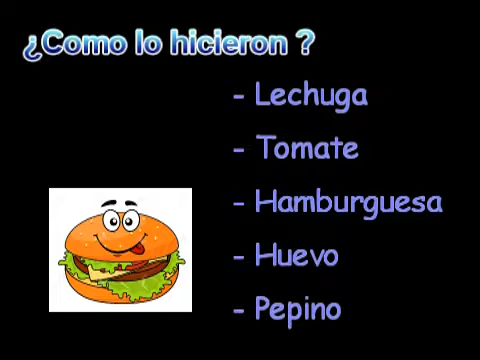 ¿Como lo hicieron ?
- Lechuga
- Tomate
- Hamburguesa
- Huevo
- Pepino